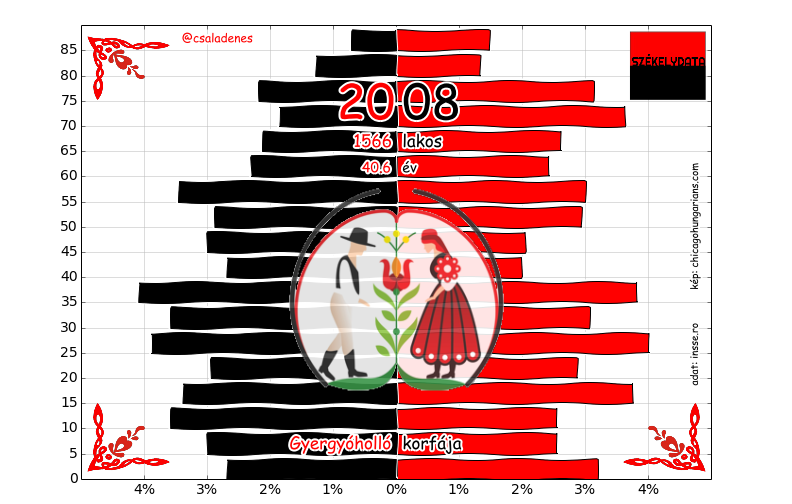 @csaladenes
SZÉKELYDATA
2008
1566 lakos
40.6 év
kép: chicagohungarians.com
adat: insse.ro
Gyergyóholló korfája
85
80
75
70
65
60
55
50
45
40
35
30
25
20
15
10
5
0
4% 3% 2% 1% 0% 1% 2% 3% 4%